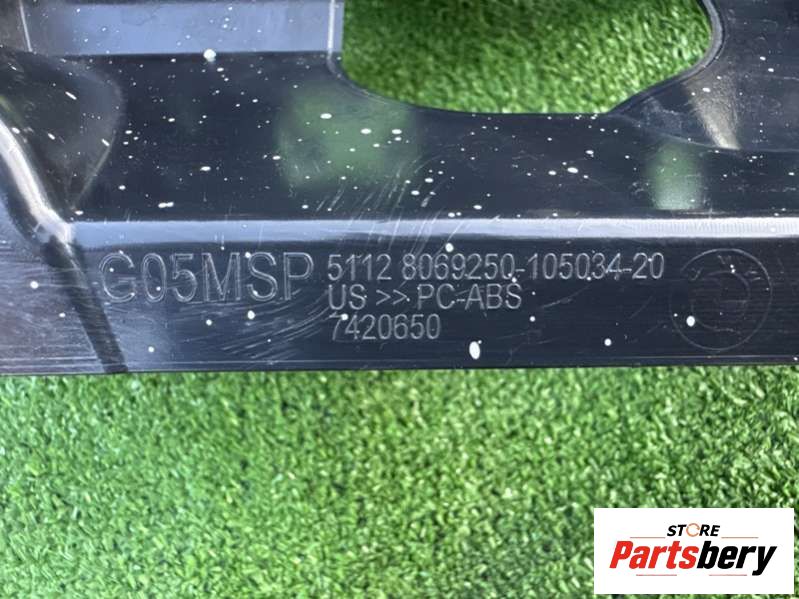 G05MSP 5112 8069250-105034-20
US >> PC-ABS
7420650
STORE
Partsbery